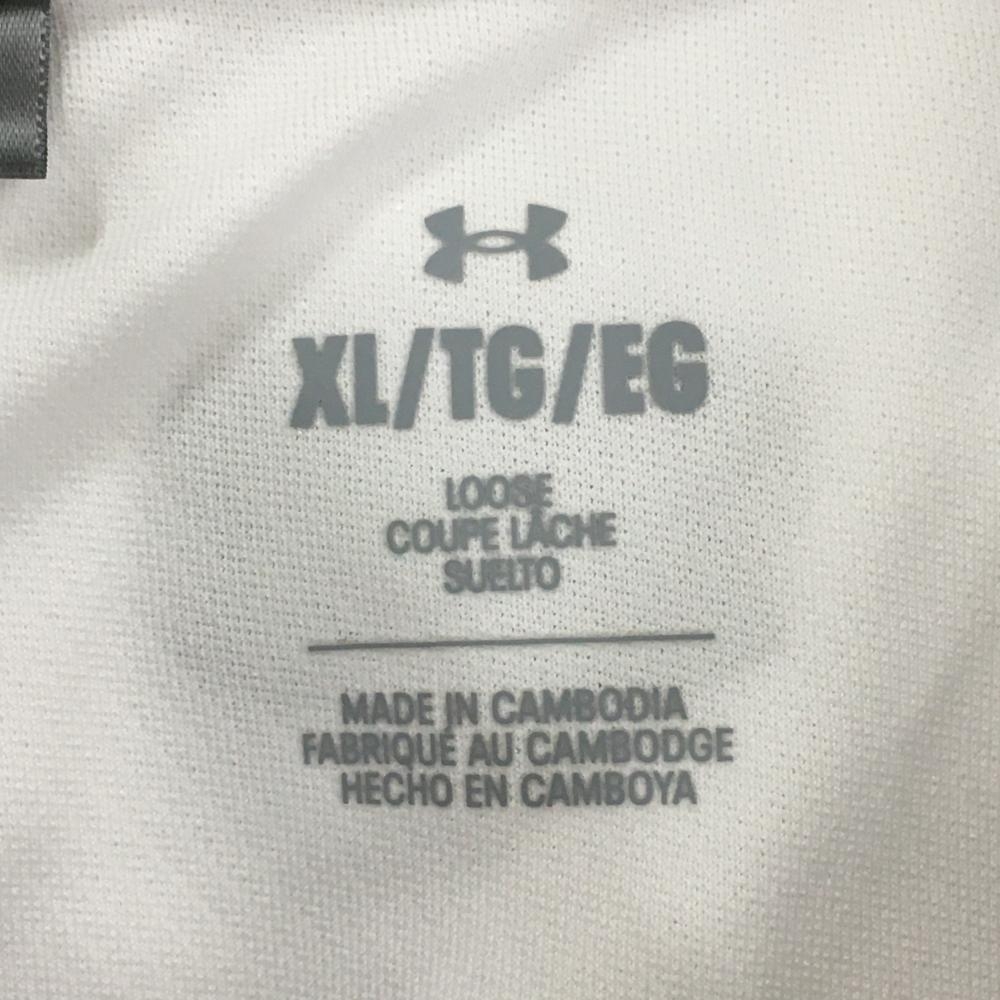 XL/TG/EG
LOOSE
COUPE LÂCHE
SUELTO
MADE IN CAMBODIA
FABRIQUÉ AU CAMBODGE
HECHO EN CAMBOYA